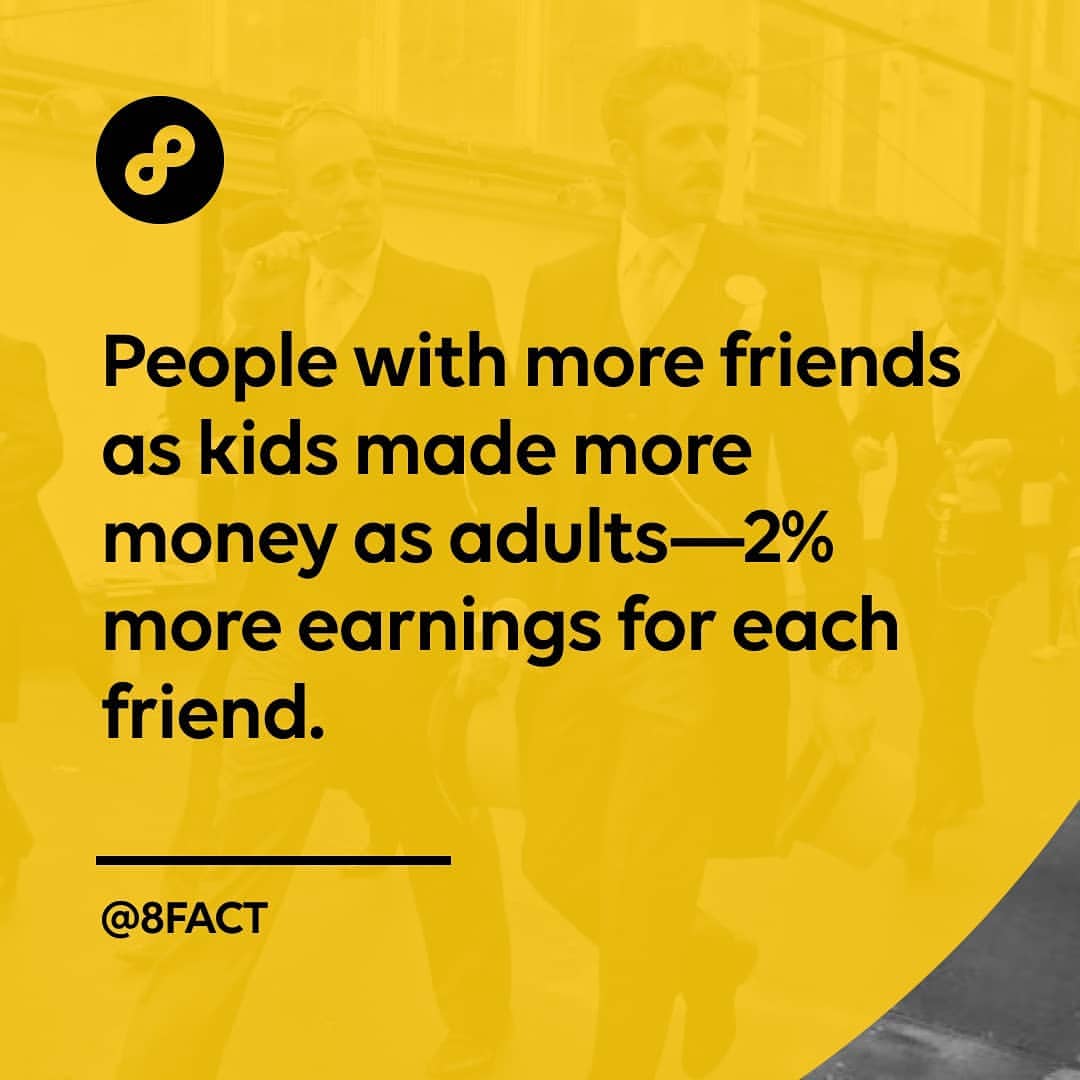 People with more friends
as kids made more
money as adults—2%
more earnings for each
friend.
@8FACT